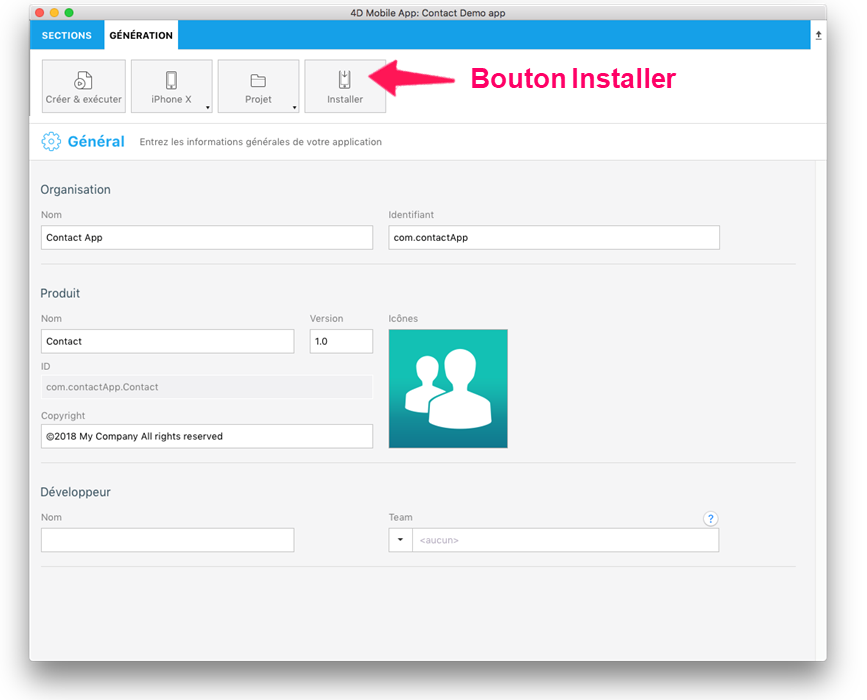 4D Mobile App: Contact Demo app
SECTIONS GÉNÉRATION
Créer & exécuter iPhone X Projet Installer
Bouton Installer
Général Entrez les informations générales de votre application
Organisation
Nom Identifiant
Contact App com.contactApp
Produit
Nom Version Icônes
Contact 1.0
ID
com.contactApp.Contact
Copyright
©2018 My Company All rights reserved
Développeur
Nom Team ?
<aucun>